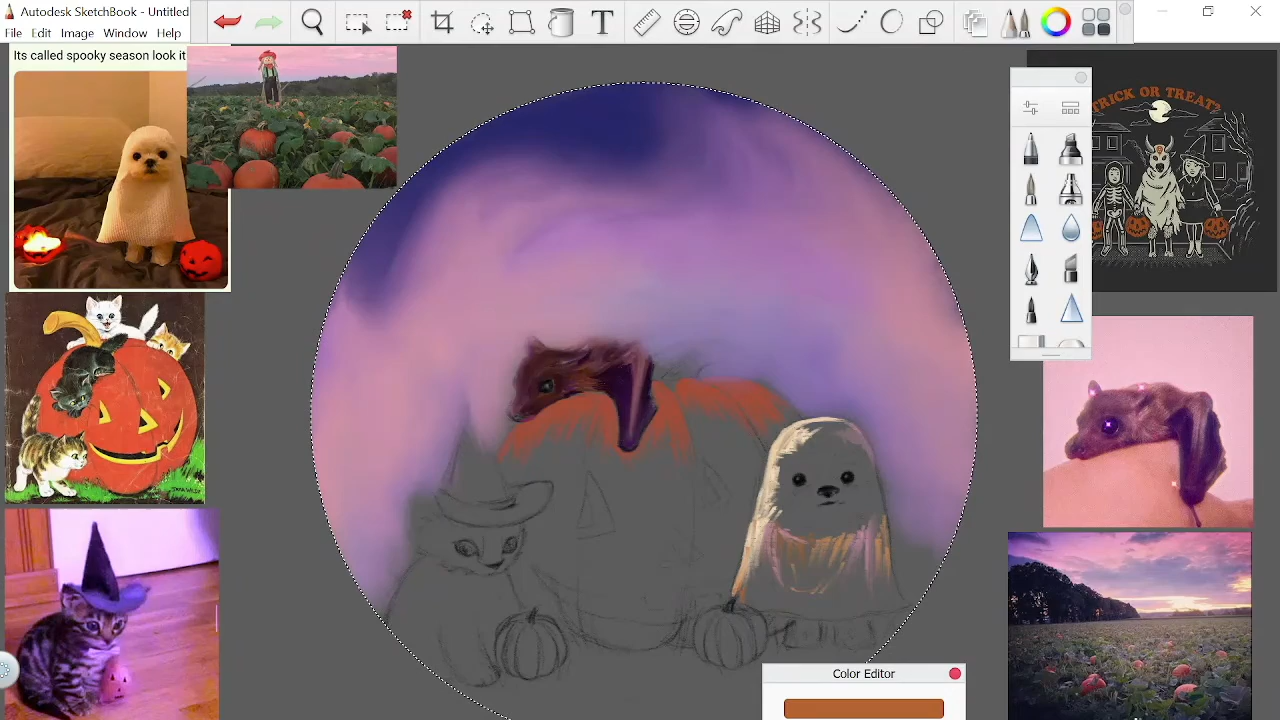 Autodesk SketchBook - Untitled
File Edit Image Window Help
T
Its called spooky season look it
TRICK OR TREAT?
Color Editor